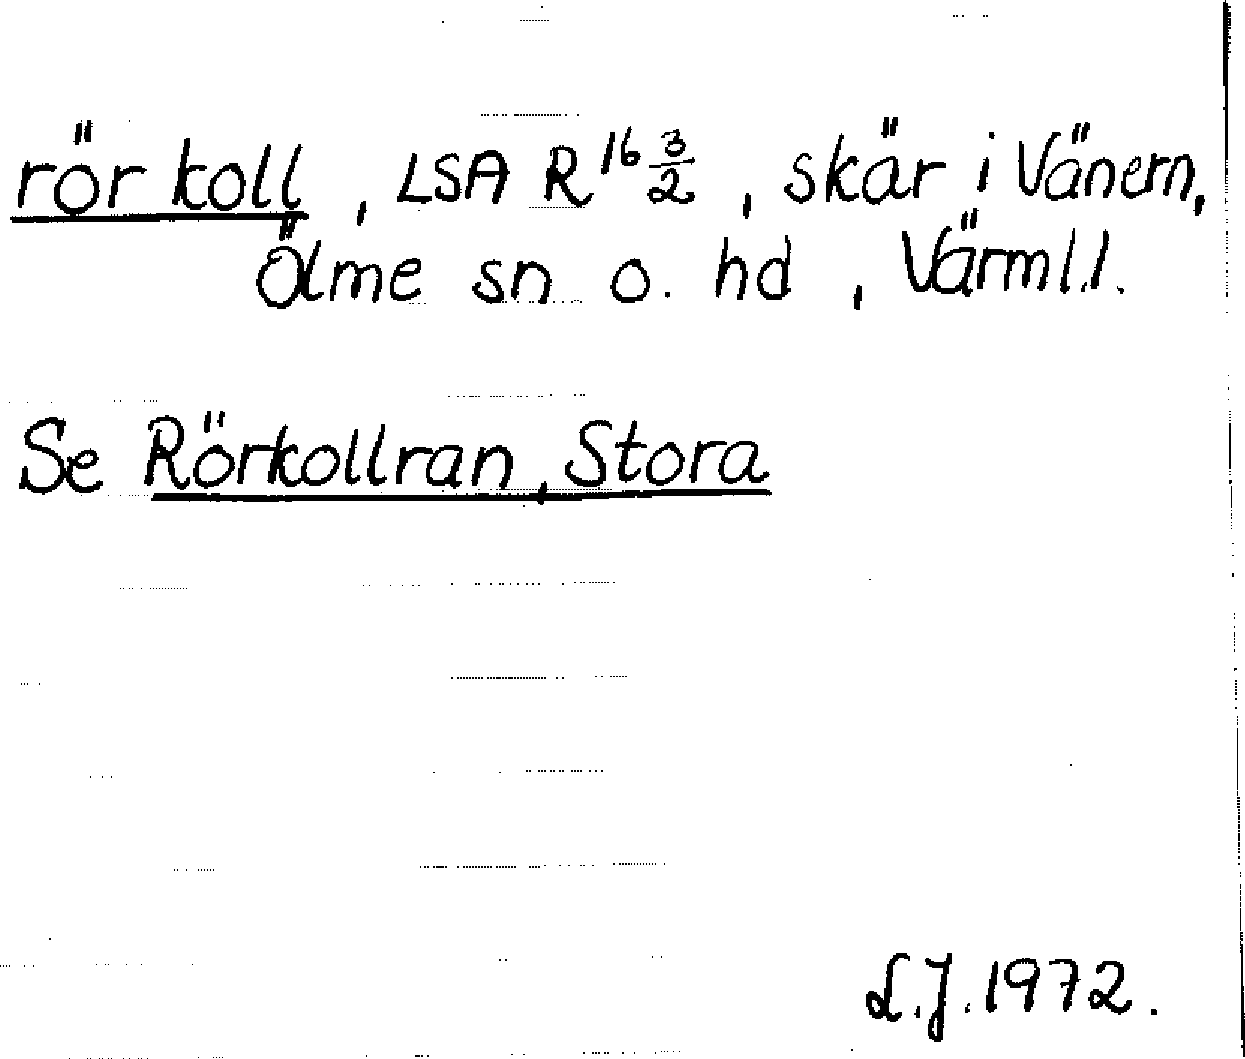 rör koll, LSA R 16 3/2, skär i Vänern,
Ölme sn o. hd, Värml.l.
Se Rörkollran, Stora
L.J. 1972.